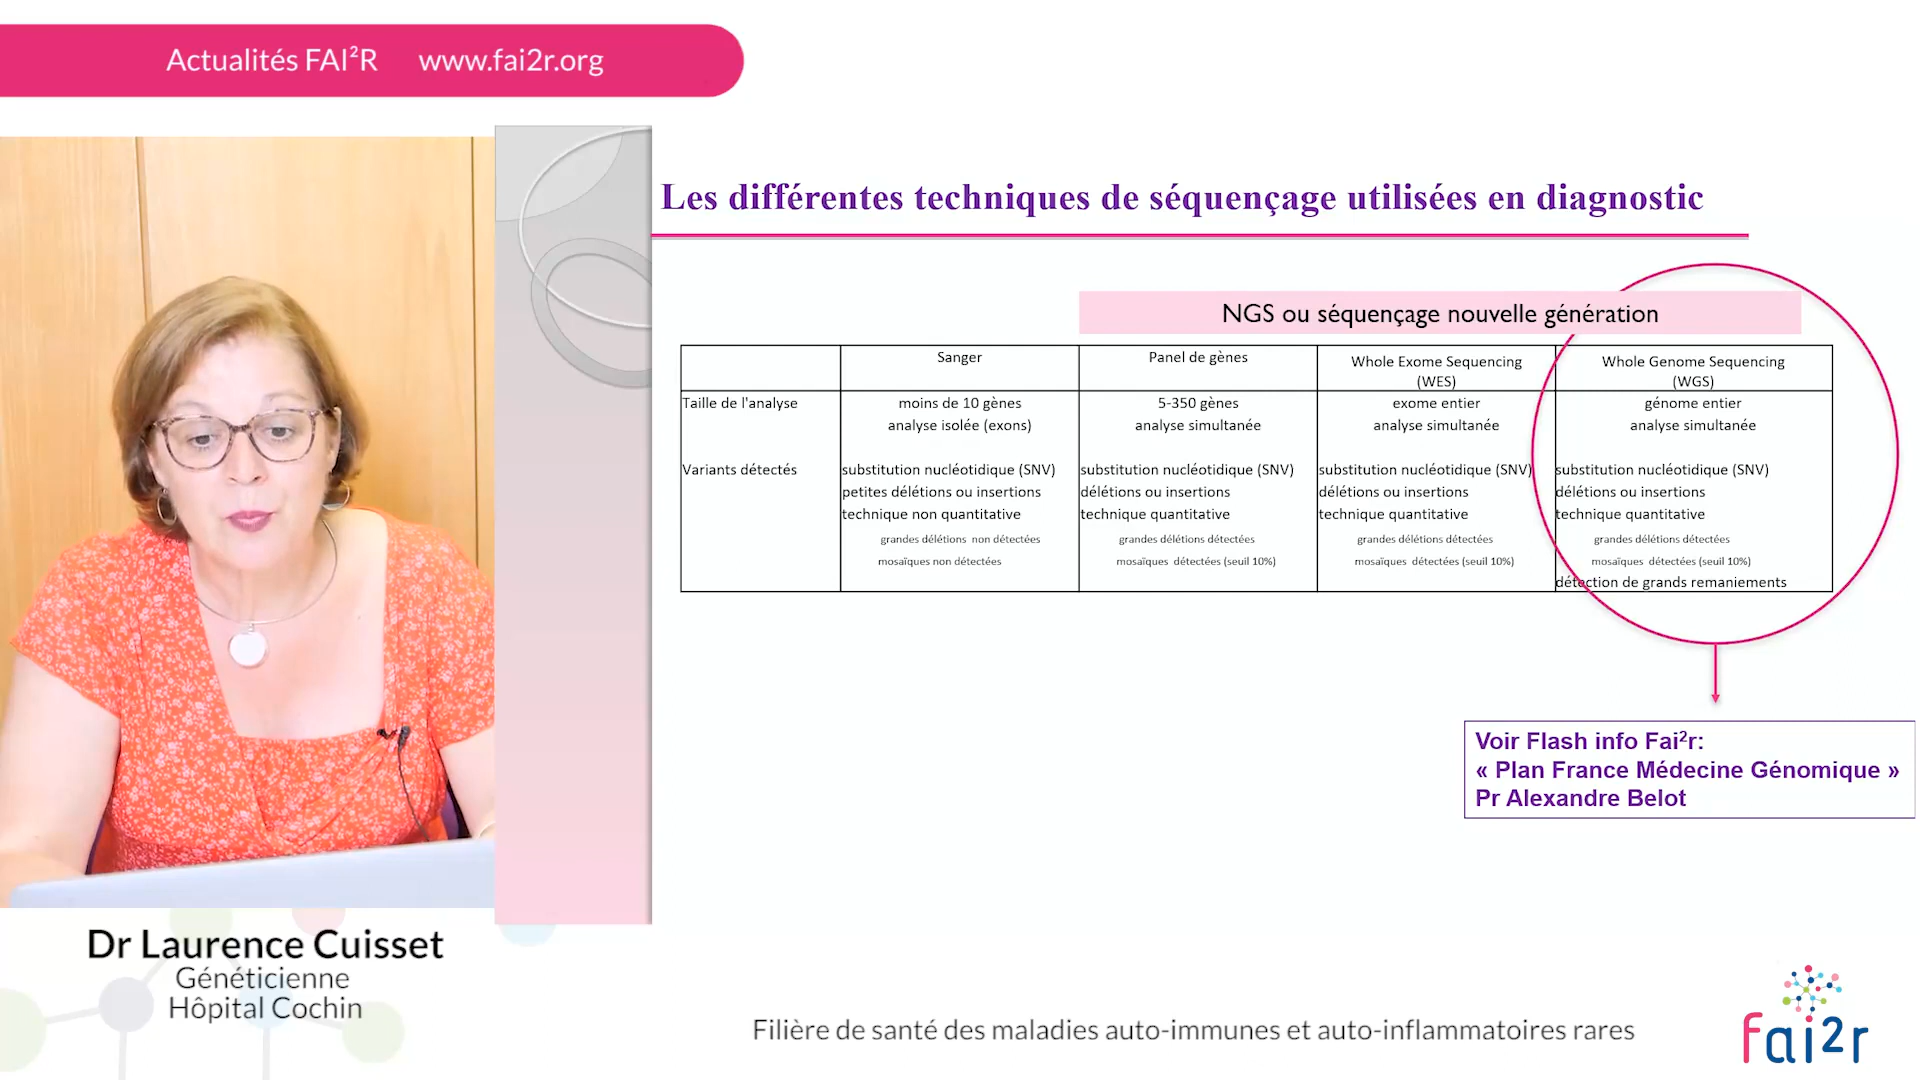 Actualités FAI²R www.fai2r.org
Les différentes techniques de séquençage utilisées en diagnostic
NGS ou séquençage nouvelle génération
Sanger
Panel de gènes
Whole Exome Sequencing
(WES)
Whole Genome Sequencing
(WGS)
Taille de l'analyse
moins de 10 gènes
analyse isolée (exons)
5-350 gènes
analyse simultanée
exome entier
analyse simultanée
génome entier
analyse simultanée
Variants détectés
substitution nucléotidique (SNV)
petites délétions ou insertions
technique non quantitative
grandes délétions non détectées
mosaïques non détectées
substitution nucléotidique (SNV)
délétions ou insertions
technique quantitative
grandes délétions détectées
mosaïques détectées (seuil 10%)
substitution nucléotidique (SNV)
délétions ou insertions
technique quantitative
grandes délétions détectées
mosaïques détectées (seuil 10%)
substitution nucléotidique (SNV)
délétions ou insertions
technique quantitative
grandes délétions détectées
mosaïques détectées (seuil 10%)
détection de grands remaniements
Voir Flash info Fai²r:
« Plan France Médecine Génomique »
Pr Alexandre Belot
Dr Laurence Cuisset
Généticienne
Hôpital Cochin
Filière de santé des maladies auto-immunes et auto-inflammatoires rares
fai2r